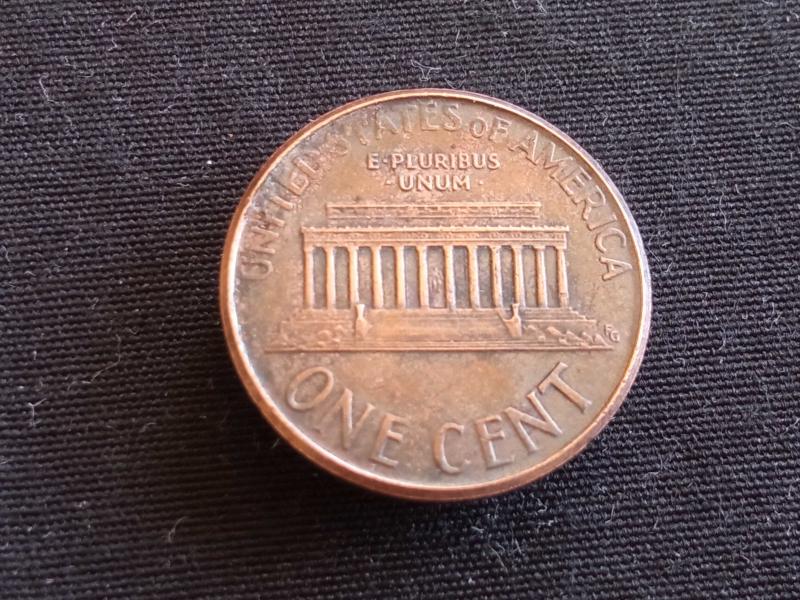 UNITED STATES OF AMERICA
E·PLURIBUS
·UNUM·
FG
ONE CENT